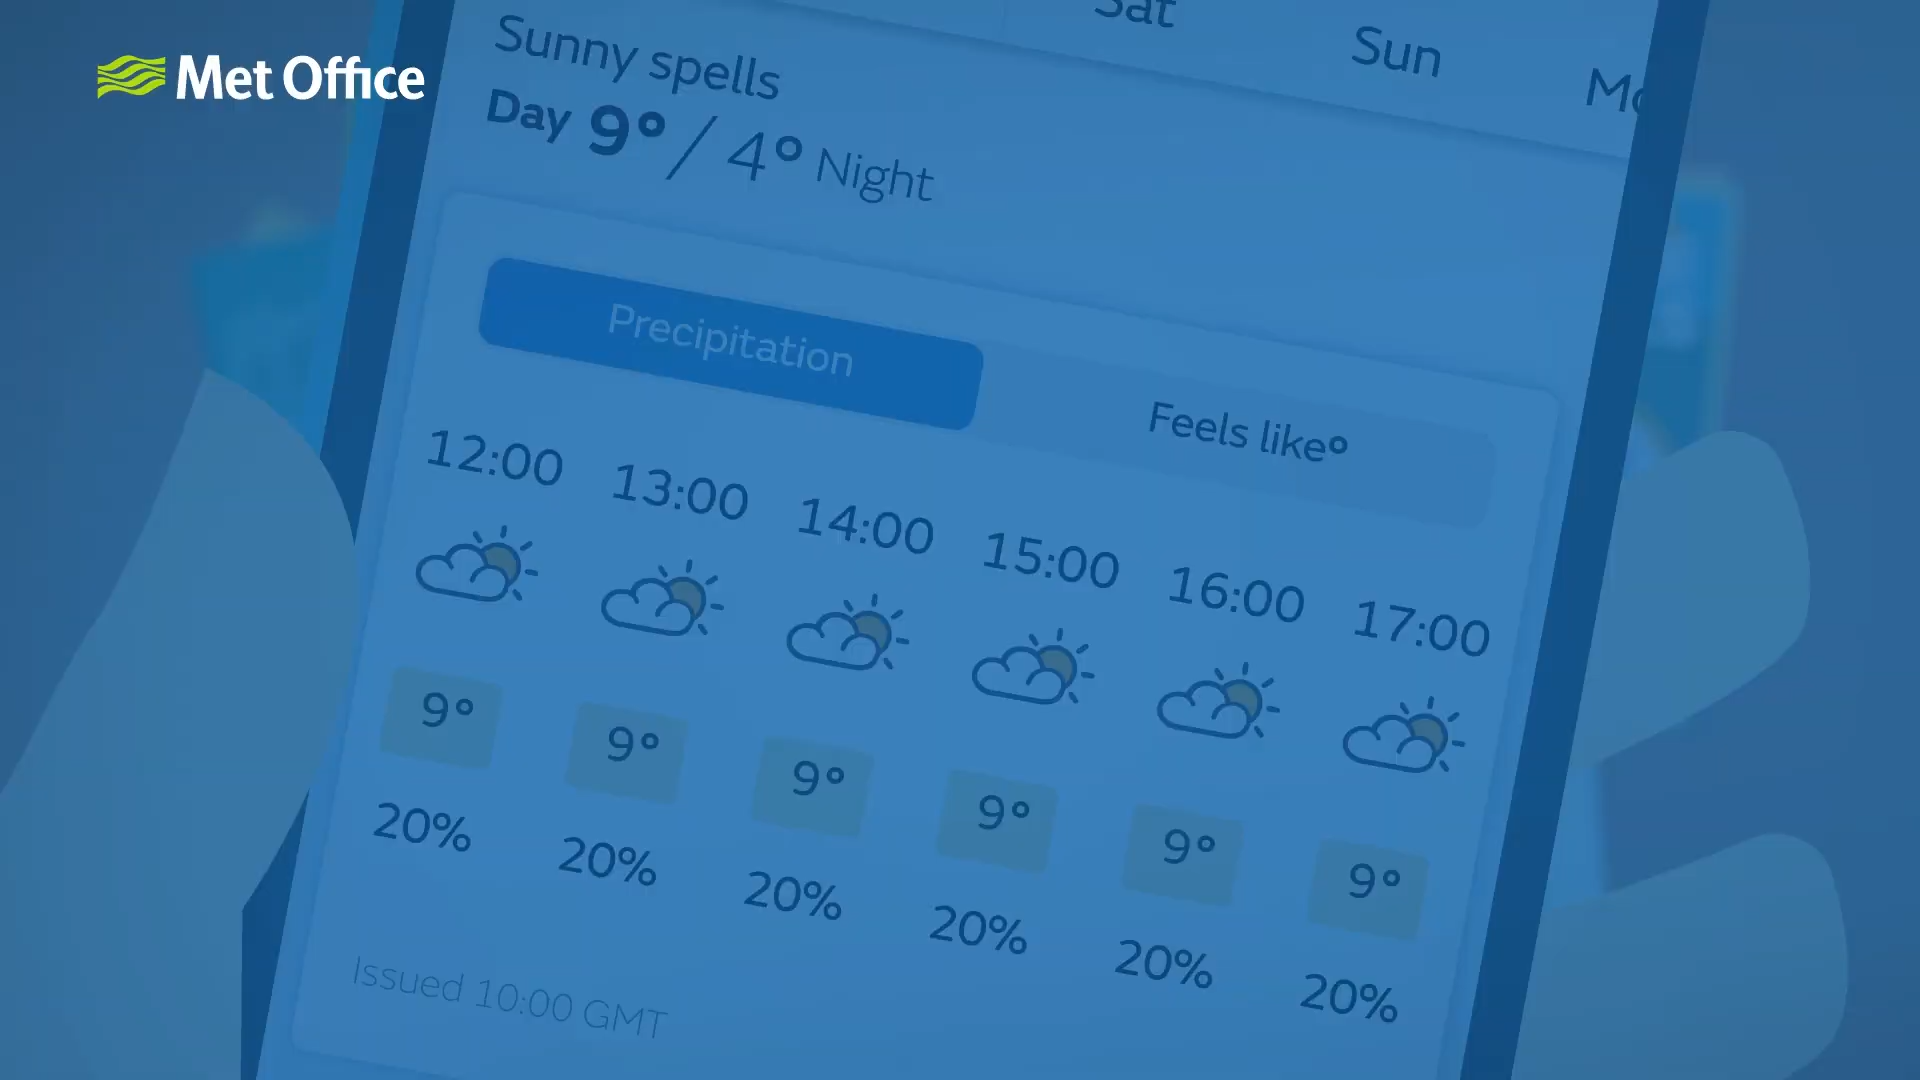 Met Office
Sat Sun
Sunny spells
Day 9° / 4° Night
Precipitation Feels like°
12:00 13:00 14:00 15:00 16:00 17:00
9° 9° 9° 9° 9° 9°
20% 20% 20% 20% 20% 20%
Issued 10:00 GMT